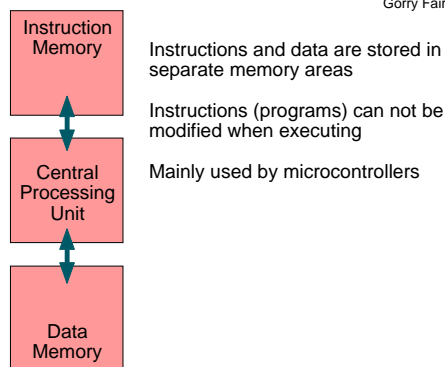 Gorry Fair
Instruction
Memory
Instructions and data are stored in
separate memory areas
Instructions (programs) can not be
modified when executing
Mainly used by microcontrollers
Central
Processing
Unit
Data
Memory